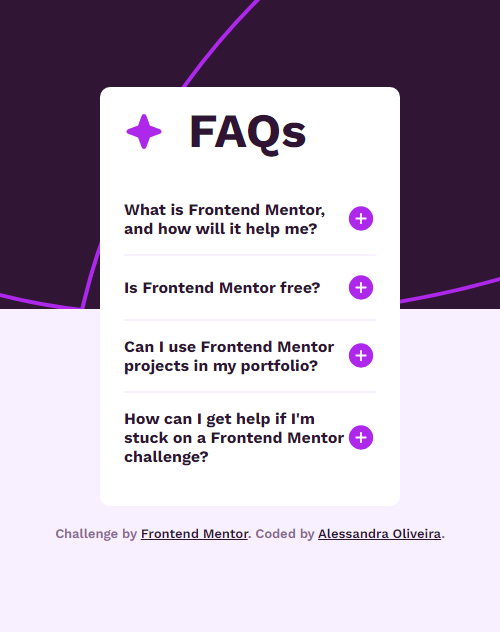 FAQs
What is Frontend Mentor,
and how will it help me?
Is Frontend Mentor free?
Can I use Frontend Mentor
projects in my portfolio?
How can I get help if I'm
stuck on a Frontend Mentor
challenge?
Challenge by Frontend Mentor. Coded by Alessandra Oliveira.